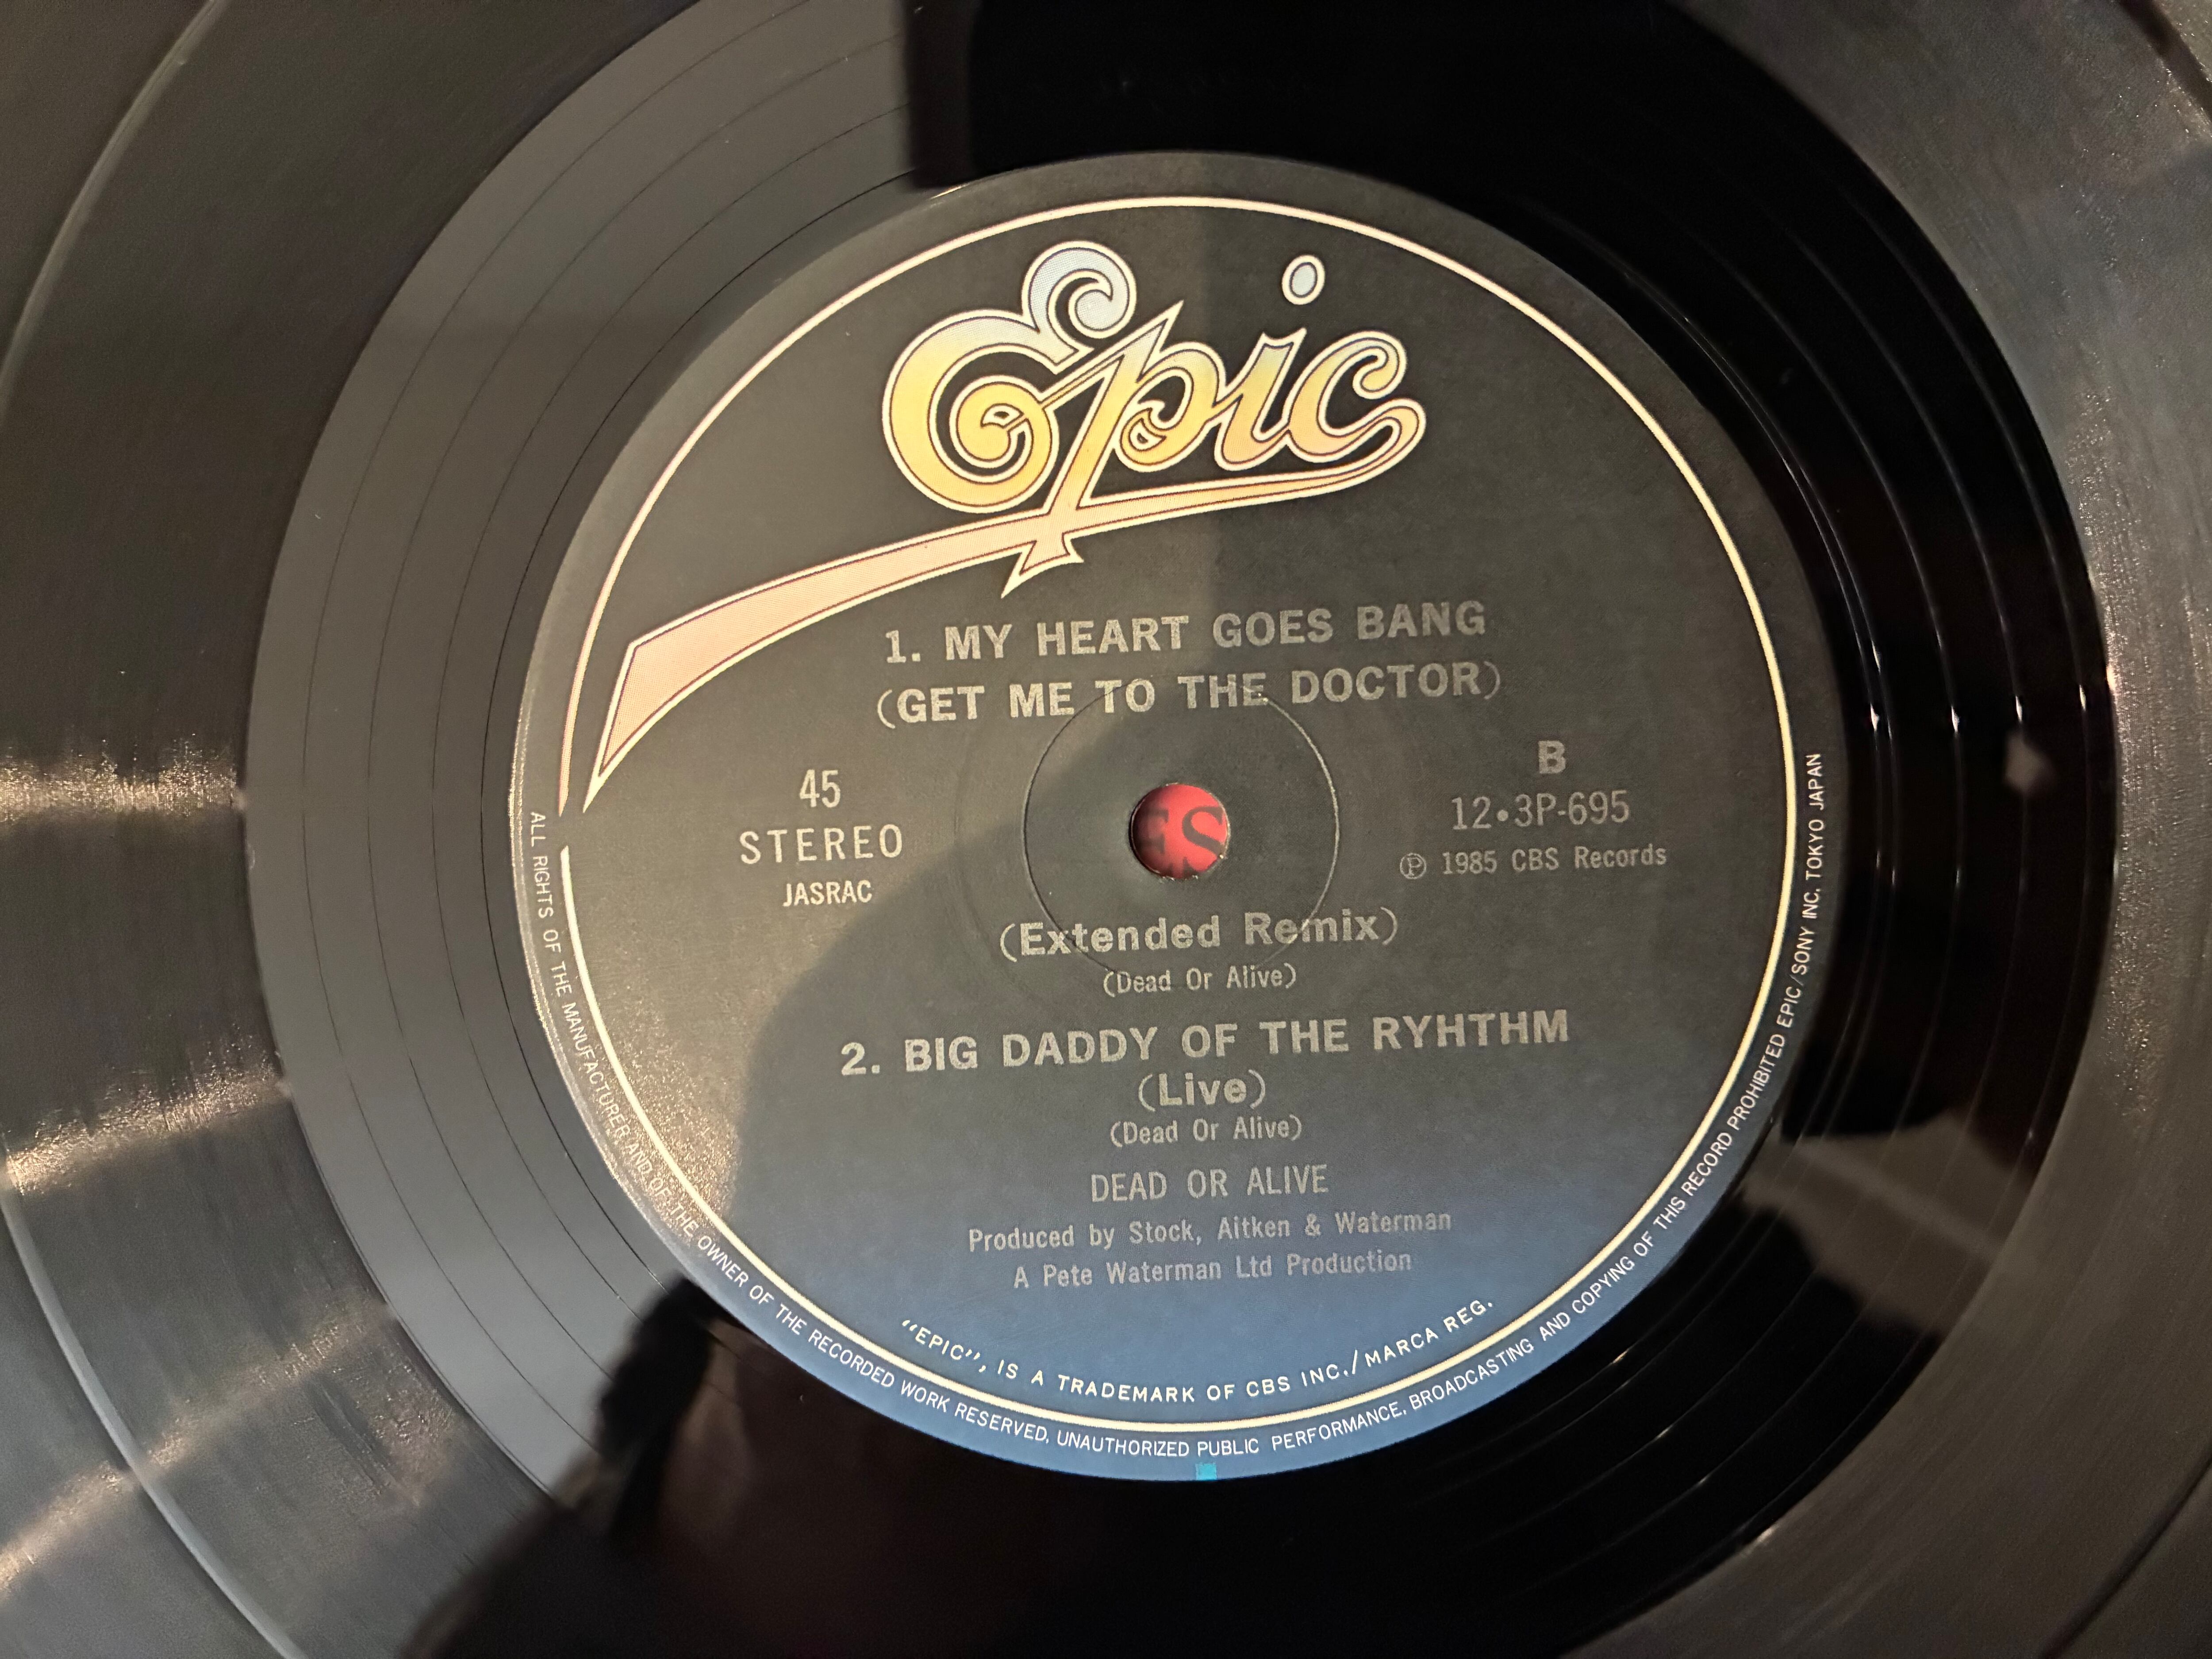 Epic
1. MY HEART GOES BANG
(GET ME TO THE DOCTOR)
45
STEREO
JASRAC
B
12•3P-695
Ⓟ 1985 CBS Records
ES
(Extended Remix)
(Dead Or Alive)
2. BIG DADDY OF THE RYHTHM
(Live)
(Dead Or Alive)
DEAD OR ALIVE
Produced by Stock, Aitken & Waterman
A Pete Waterman Ltd Production
“EPIC”, IS A TRADEMARK OF CBS INC./MARCA REG.
ALL RIGHTS OF THE MANUFACTURER AND OF THE OWNER OF THE RECORDED WORK RESERVED. UNAUTHORIZED PUBLIC PERFORMANCE, BROADCASTING AND COPYING OF THIS RECORD PROHIBITED EPIC/SONY INC. TOKYO JAPAN